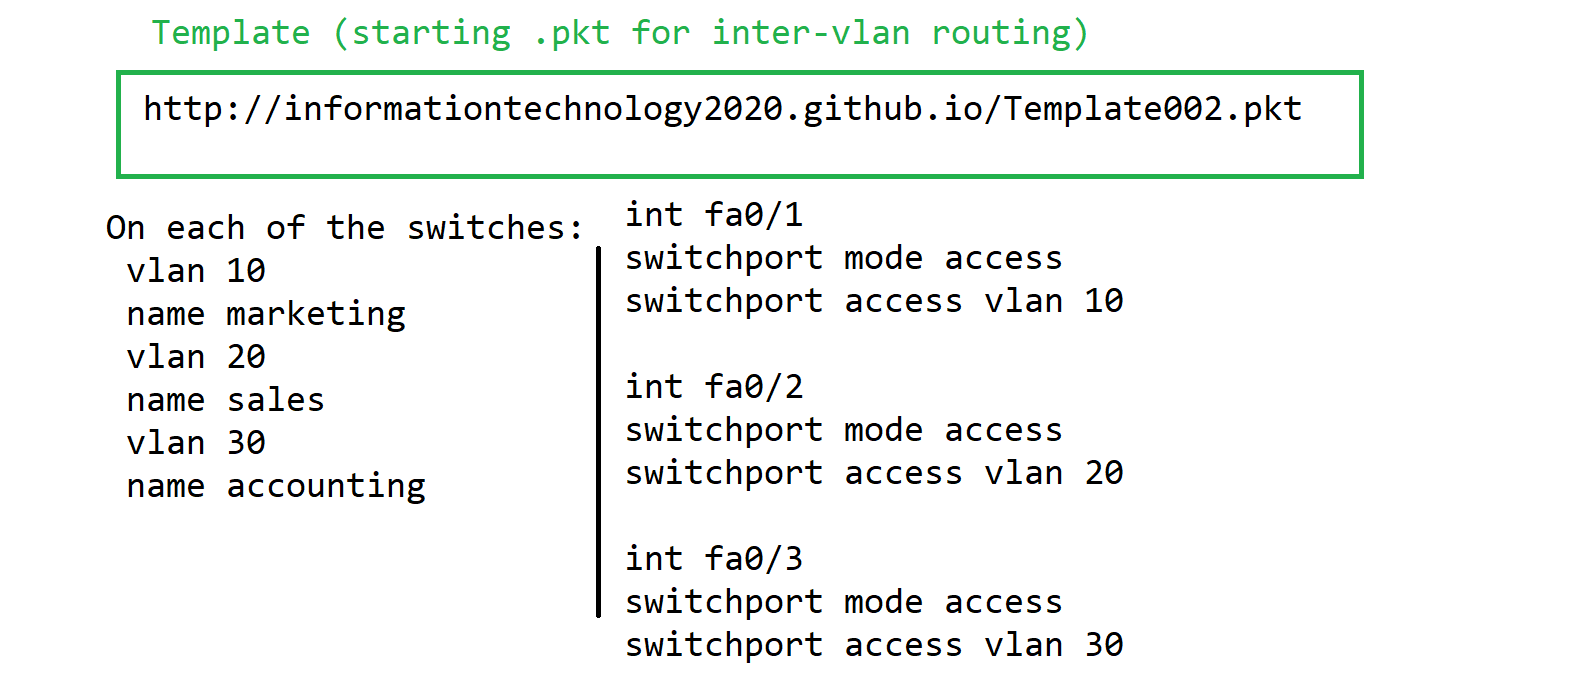 Template (starting .pkt for inter-vlan routing)
http://informationtechnology2020.github.io/Template002.pkt
On each of the switches:
vlan 10
name marketing
vlan 20
name sales
vlan 30
name accounting
int fa0/1
switchport mode access
switchport access vlan 10
int fa0/2
switchport mode access
switchport access vlan 20
int fa0/3
switchport mode access
switchport access vlan 30